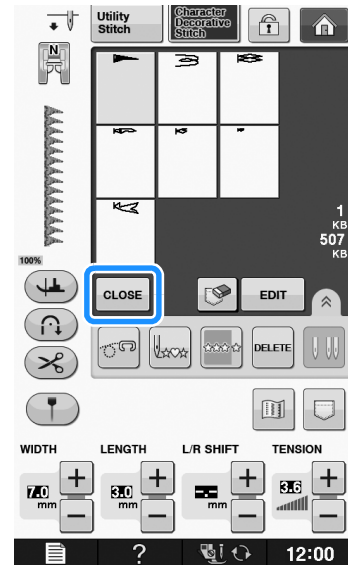 Utility
Stitch
Character
Decorative
Stitch
N
1
KB
507
KB
100%
CLOSE
EDIT
DELETE
WIDTH
LENGTH
L/R SHIFT
TENSION
7.0
mm
+
−
3.0
mm
+
−
-.--
mm
+
−
3.6
+
−
?
12:00